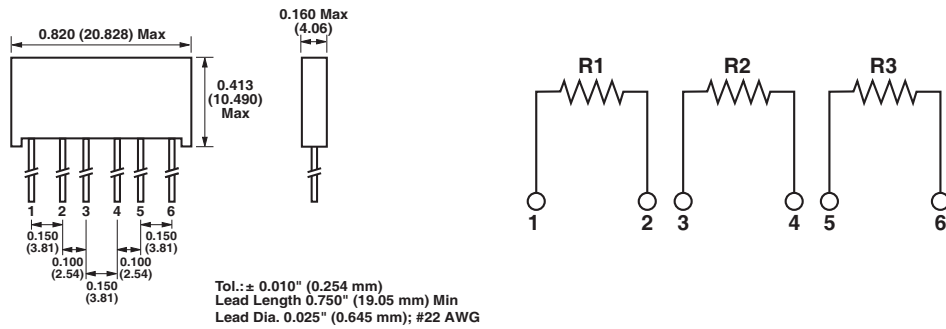 0.820 (20.828) Max
0.160 Max
(4.06)
0.413
(10.490)
Max
1 2 3 4 5 6
0.150
(3.81)
0.100
(2.54)
0.150
(3.81)
0.100
(2.54)
0.150
(3.81)
Tol.:± 0.010" (0.254 mm)
Lead Length 0.750" (19.05 mm) Min
Lead Dia. 0.025" (0.645 mm); #22 AWG
R1 R2 R3
1 2 3 4 5 6